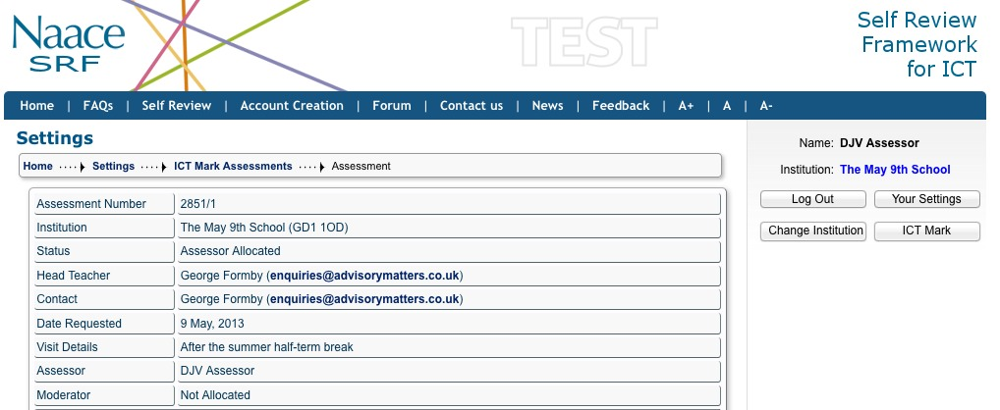 Naace
SRF
TEST
Self Review
Framework
for ICT
Home | FAQs | Self Review | Account Creation | Forum | Contact us | News | Feedback | A+ | A | A-
Settings
Home ····▸ Settings ····▸ ICT Mark Assessments ····▸ Assessment
Assessment Number 2851/1
Institution The May 9th School (GD1 1OD)
Status Assessor Allocated
Head Teacher George Formby (enquiries@advisorymatters.co.uk)
Contact George Formby (enquiries@advisorymatters.co.uk)
Date Requested 9 May, 2013
Visit Details After the summer half-term break
Assessor DJV Assessor
Moderator Not Allocated
Name: DJV Assessor
Institution: The May 9th School
Log Out Your Settings
Change Institution ICT Mark